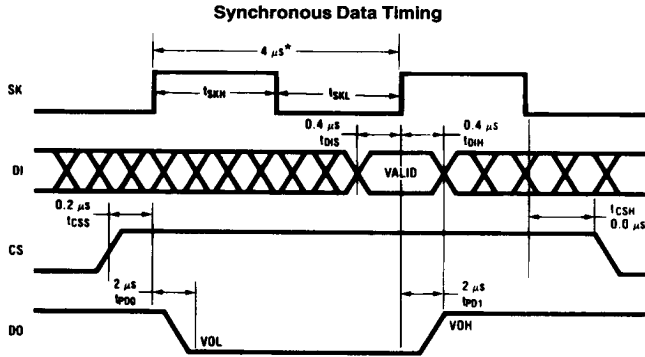 Synchronous Data Timing
4 µs*
SK
tSKH
tSKL
0.4 µs
tDIS
0.4 µs
tDIH
DI
VALID
0.2 µs
tCSS
tCSH
0.0 µs
CS
2 µs
tPD0
2 µs
tPD1
DO
VOL
VOH